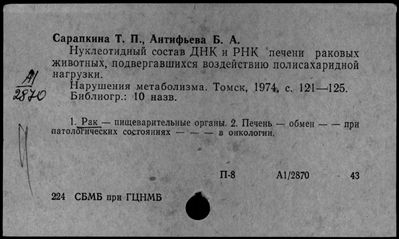 Сарапкина Т. П., Антифьева Б. А.
Нуклеотидный состав ДНК и РНК печени раковых
животных, подвергавшихся воздействию полисахаридной
нагрузки.
А1/
2870
Нарушения метаболизма. Томск, 1974, с. 121—125.
Библиогр.: 10 назв.
1. Рак — пищеварительные органы. 2. Печень — обмен — — при
патологических состояниях — — — в онкологии.
П-8 А1/2870 43
224 СБМБ при ГЦНМБ